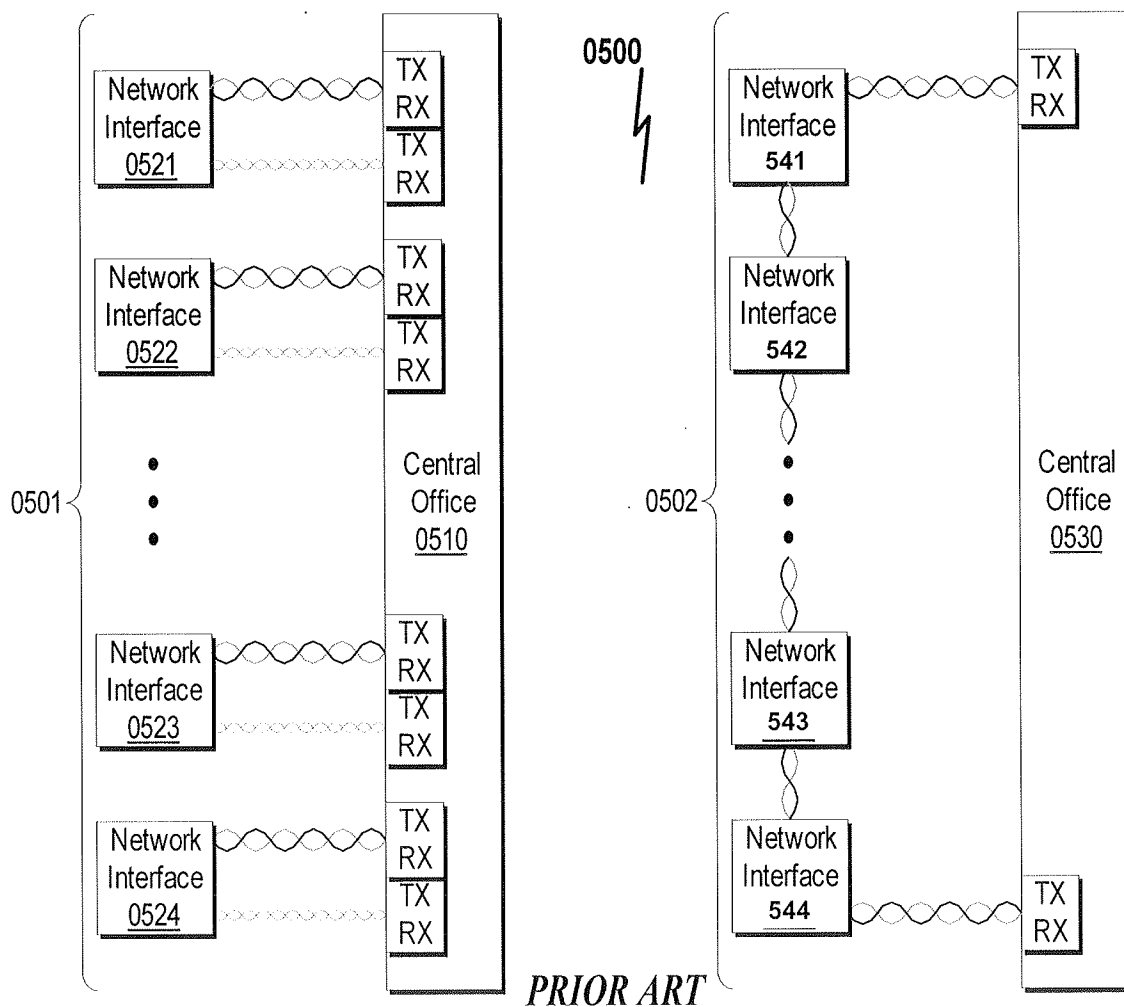 0500
0501
Network
Interface
0521
TX
RX
TX
RX
Network
Interface
0522
TX
RX
TX
RX
Central
Office
0510
Network
Interface
0523
TX
RX
TX
RX
Network
Interface
0524
TX
RX
TX
RX
0502
Network
Interface
541
TX
RX
Network
Interface
542
Central
Office
0530
Network
Interface
543
Network
Interface
544
TX
RX
PRIOR ART